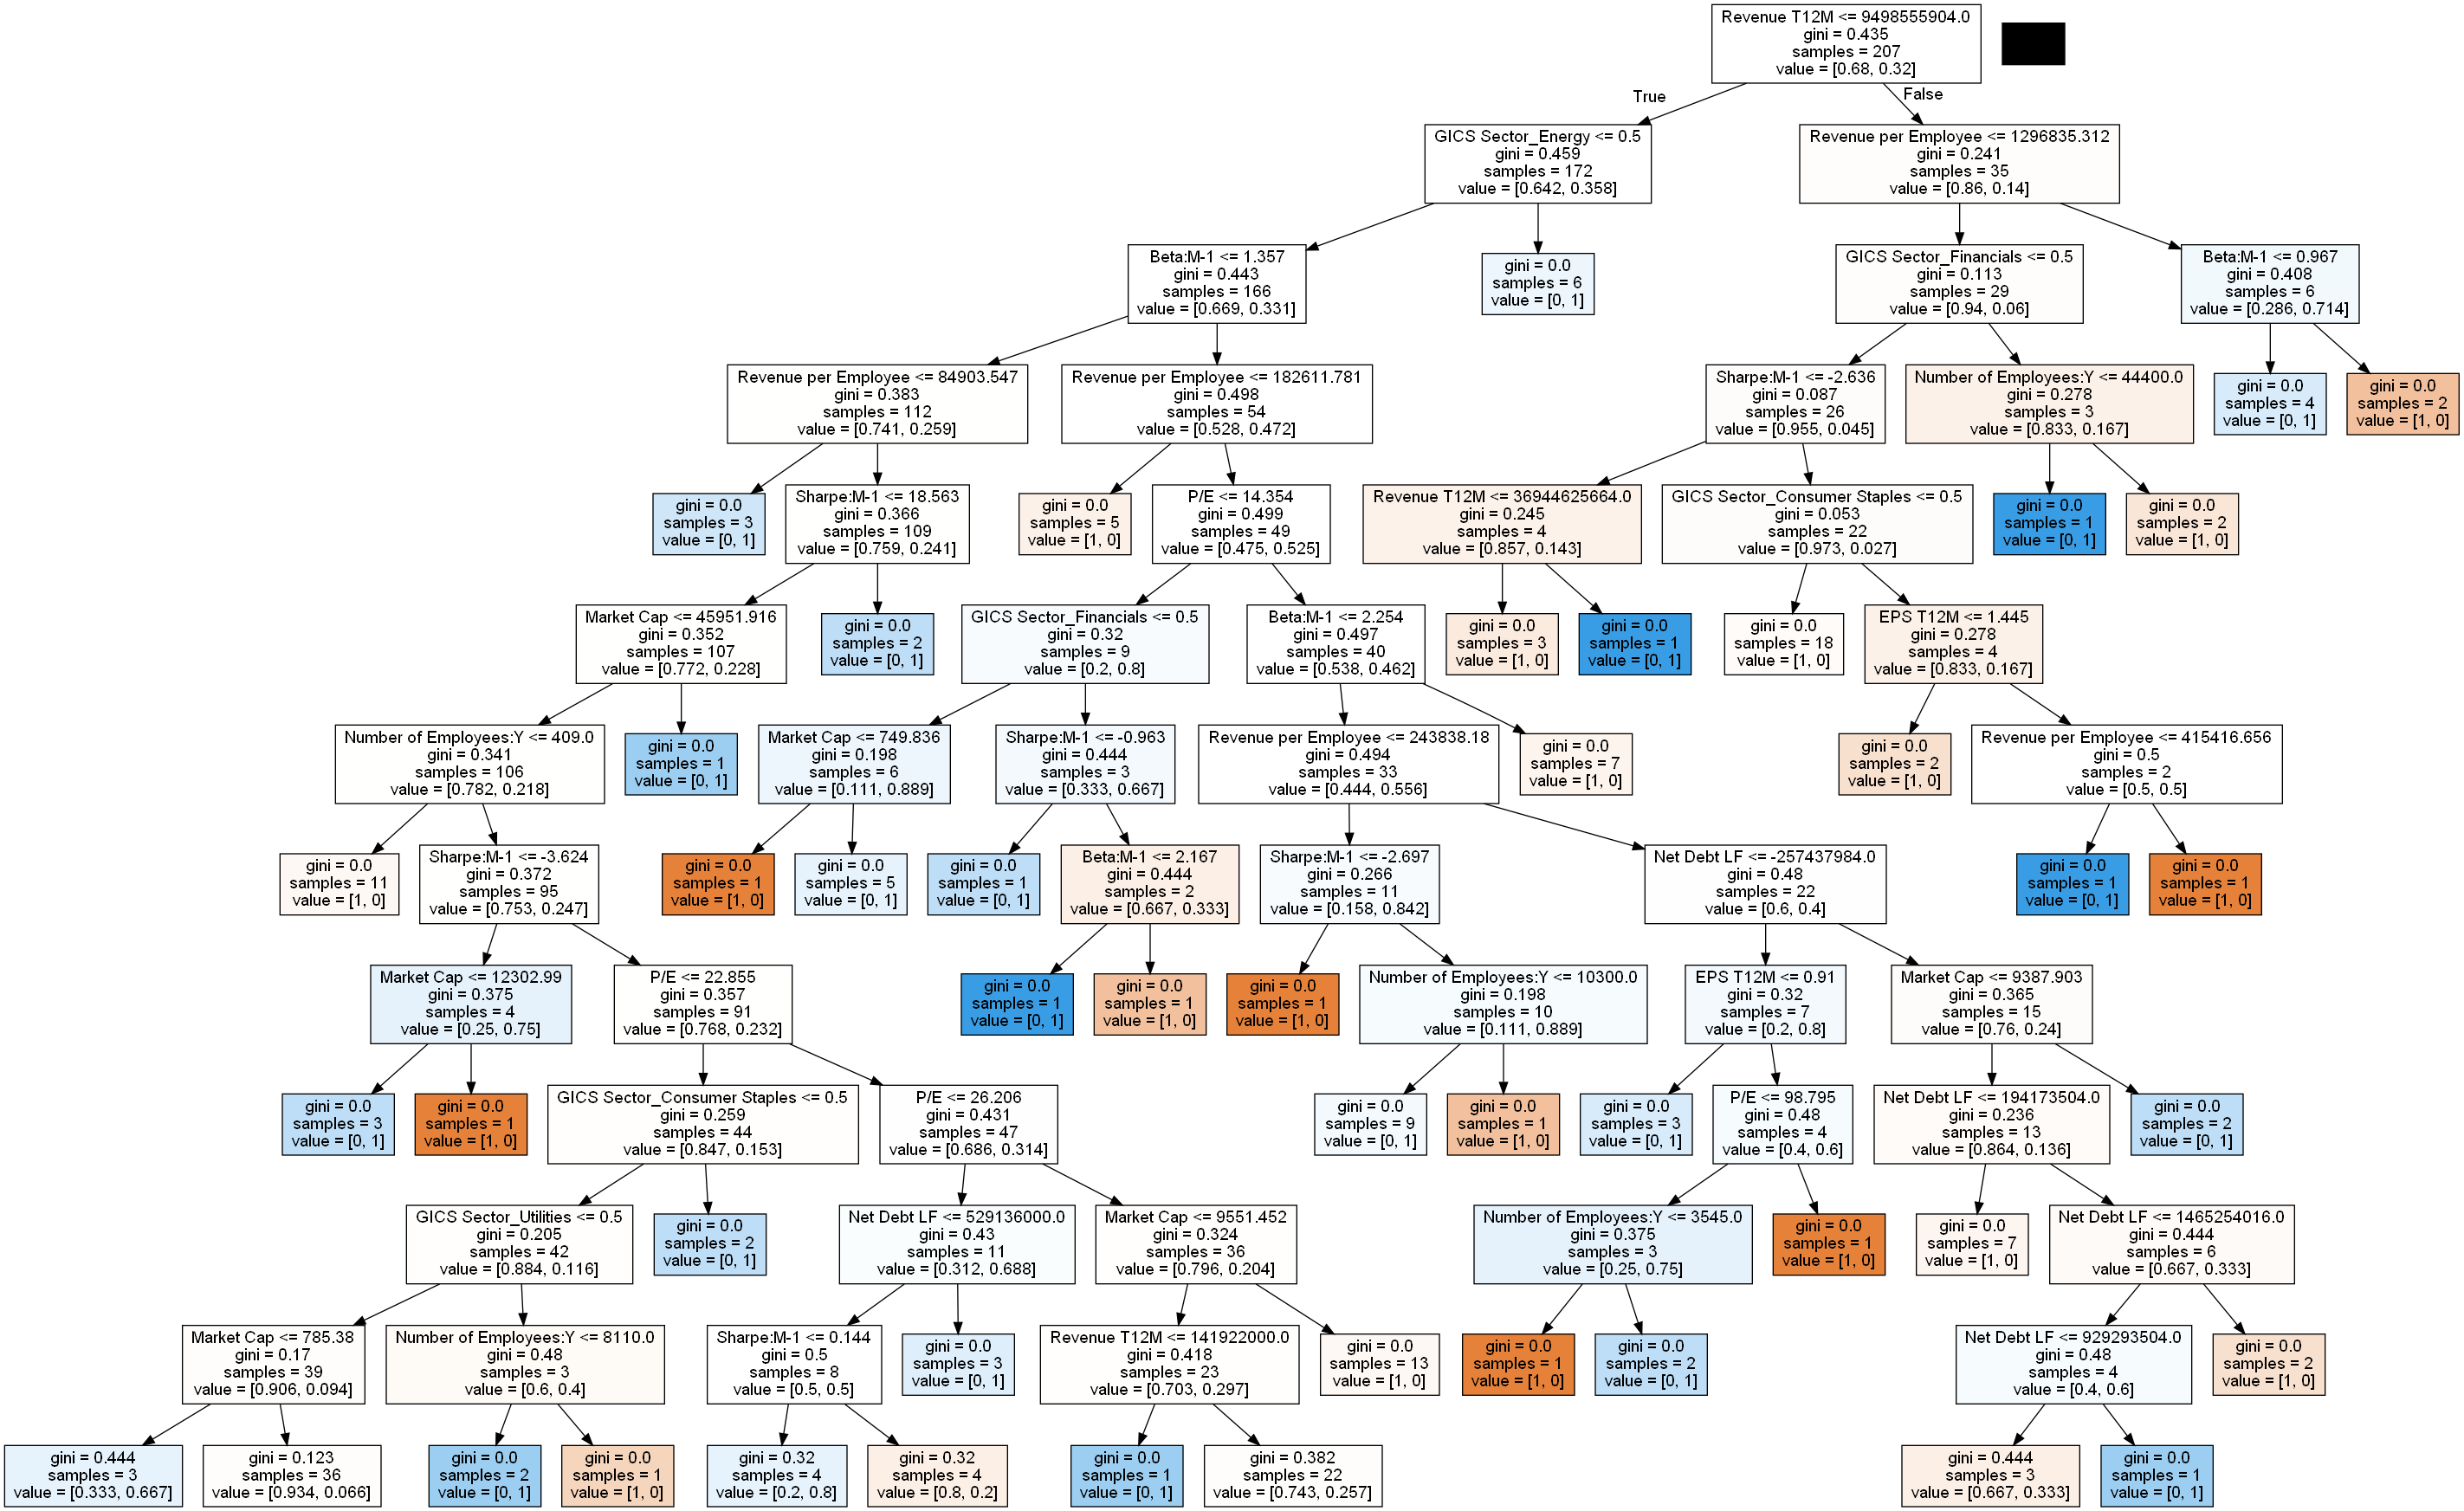 Revenue T12M <= 9498555904.0
gini = 0.435
samples = 207
value = [0.68, 0.32]
True
False
GICS Sector_Energy <= 0.5
gini = 0.459
samples = 172
value = [0.642, 0.358]
Revenue per Employee <= 1296835.312
gini = 0.241
samples = 35
value = [0.86, 0.14]
Beta:M-1 <= 1.357
gini = 0.443
samples = 166
value = [0.669, 0.331]
gini = 0.0
samples = 6
value = [0, 1]
GICS Sector_Financials <= 0.5
gini = 0.113
samples = 29
value = [0.94, 0.06]
Beta:M-1 <= 0.967
gini = 0.408
samples = 6
value = [0.286, 0.714]
Revenue per Employee <= 84903.547
gini = 0.383
samples = 112
value = [0.741, 0.259]
Revenue per Employee <= 182611.781
gini = 0.498
samples = 54
value = [0.528, 0.472]
Sharpe:M-1 <= -2.636
gini = 0.087
samples = 26
value = [0.955, 0.045]
Number of Employees:Y <= 44400.0
gini = 0.278
samples = 3
value = [0.833, 0.167]
gini = 0.0
samples = 4
value = [0, 1]
gini = 0.0
samples = 2
value = [1, 0]
gini = 0.0
samples = 3
value = [0, 1]
Sharpe:M-1 <= 18.563
gini = 0.366
samples = 109
value = [0.759, 0.241]
gini = 0.0
samples = 5
value = [1, 0]
P/E <= 14.354
gini = 0.499
samples = 49
value = [0.475, 0.525]
Revenue T12M <= 36944625664.0
gini = 0.245
samples = 4
value = [0.857, 0.143]
GICS Sector_Consumer Staples <= 0.5
gini = 0.053
samples = 22
value = [0.973, 0.027]
gini = 0.0
samples = 1
value = [0, 1]
gini = 0.0
samples = 2
value = [1, 0]
Market Cap <= 45951.916
gini = 0.352
samples = 107
value = [0.772, 0.228]
gini = 0.0
samples = 2
value = [0, 1]
GICS Sector_Financials <= 0.5
gini = 0.32
samples = 9
value = [0.2, 0.8]
Beta:M-1 <= 2.254
gini = 0.497
samples = 40
value = [0.538, 0.462]
gini = 0.0
samples = 3
value = [1, 0]
gini = 0.0
samples = 1
value = [0, 1]
gini = 0.0
samples = 18
value = [1, 0]
EPS T12M <= 1.445
gini = 0.278
samples = 4
value = [0.833, 0.167]
Number of Employees:Y <= 409.0
gini = 0.341
samples = 106
value = [0.782, 0.218]
gini = 0.0
samples = 1
value = [0, 1]
Market Cap <= 749.836
gini = 0.198
samples = 6
value = [0.111, 0.889]
Sharpe:M-1 <= -0.963
gini = 0.444
samples = 3
value = [0.333, 0.667]
Revenue per Employee <= 243838.18
gini = 0.494
samples = 33
value = [0.444, 0.556]
gini = 0.0
samples = 7
value = [1, 0]
gini = 0.0
samples = 2
value = [1, 0]
Revenue per Employee <= 415416.656
gini = 0.5
samples = 2
value = [0.5, 0.5]
gini = 0.0
samples = 11
value = [1, 0]
Sharpe:M-1 <= -3.624
gini = 0.372
samples = 95
value = [0.753, 0.247]
gini = 0.0
samples = 1
value = [1, 0]
gini = 0.0
samples = 5
value = [0, 1]
gini = 0.0
samples = 1
value = [0, 1]
Beta:M-1 <= 2.167
gini = 0.444
samples = 2
value = [0.667, 0.333]
Sharpe:M-1 <= -2.697
gini = 0.266
samples = 11
value = [0.158, 0.842]
Net Debt LF <= -257437984.0
gini = 0.48
samples = 22
value = [0.6, 0.4]
gini = 0.0
samples = 1
value = [0, 1]
gini = 0.0
samples = 1
value = [1, 0]
Market Cap <= 12302.99
gini = 0.375
samples = 4
value = [0.25, 0.75]
P/E <= 22.855
gini = 0.357
samples = 91
value = [0.768, 0.232]
gini = 0.0
samples = 1
value = [0, 1]
gini = 0.0
samples = 1
value = [1, 0]
gini = 0.0
samples = 1
value = [1, 0]
Number of Employees:Y <= 10300.0
gini = 0.198
samples = 10
value = [0.111, 0.889]
EPS T12M <= 0.91
gini = 0.32
samples = 7
value = [0.2, 0.8]
Market Cap <= 9387.903
gini = 0.365
samples = 15
value = [0.76, 0.24]
gini = 0.0
samples = 3
value = [0, 1]
gini = 0.0
samples = 1
value = [1, 0]
GICS Sector_Consumer Staples <= 0.5
gini = 0.259
samples = 44
value = [0.847, 0.153]
P/E <= 26.206
gini = 0.431
samples = 47
value = [0.686, 0.314]
gini = 0.0
samples = 9
value = [0, 1]
gini = 0.0
samples = 1
value = [1, 0]
gini = 0.0
samples = 3
value = [0, 1]
P/E <= 98.795
gini = 0.48
samples = 4
value = [0.4, 0.6]
Net Debt LF <= 194173504.0
gini = 0.236
samples = 13
value = [0.864, 0.136]
gini = 0.0
samples = 2
value = [0, 1]
GICS Sector_Utilities <= 0.5
gini = 0.205
samples = 42
value = [0.884, 0.116]
gini = 0.0
samples = 2
value = [0, 1]
Net Debt LF <= 529136000.0
gini = 0.43
samples = 11
value = [0.312, 0.688]
Market Cap <= 9551.452
gini = 0.324
samples = 36
value = [0.796, 0.204]
Number of Employees:Y <= 3545.0
gini = 0.375
samples = 3
value = [0.25, 0.75]
gini = 0.0
samples = 1
value = [1, 0]
gini = 0.0
samples = 7
value = [1, 0]
Net Debt LF <= 1465254016.0
gini = 0.444
samples = 6
value = [0.667, 0.333]
Market Cap <= 785.38
gini = 0.17
samples = 39
value = [0.906, 0.094]
Number of Employees:Y <= 8110.0
gini = 0.48
samples = 3
value = [0.6, 0.4]
Sharpe:M-1 <= 0.144
gini = 0.5
samples = 8
value = [0.5, 0.5]
gini = 0.0
samples = 3
value = [0, 1]
Revenue T12M <= 141922000.0
gini = 0.418
samples = 23
value = [0.703, 0.297]
gini = 0.0
samples = 13
value = [1, 0]
gini = 0.0
samples = 1
value = [1, 0]
gini = 0.0
samples = 2
value = [0, 1]
Net Debt LF <= 929293504.0
gini = 0.48
samples = 4
value = [0.4, 0.6]
gini = 0.0
samples = 2
value = [1, 0]
gini = 0.444
samples = 3
value = [0.333, 0.667]
gini = 0.123
samples = 36
value = [0.934, 0.066]
gini = 0.0
samples = 2
value = [0, 1]
gini = 0.0
samples = 1
value = [1, 0]
gini = 0.32
samples = 4
value = [0.2, 0.8]
gini = 0.32
samples = 4
value = [0.8, 0.2]
gini = 0.0
samples = 1
value = [0, 1]
gini = 0.382
samples = 22
value = [0.743, 0.257]
gini = 0.444
samples = 3
value = [0.667, 0.333]
gini = 0.0
samples = 1
value = [0, 1]